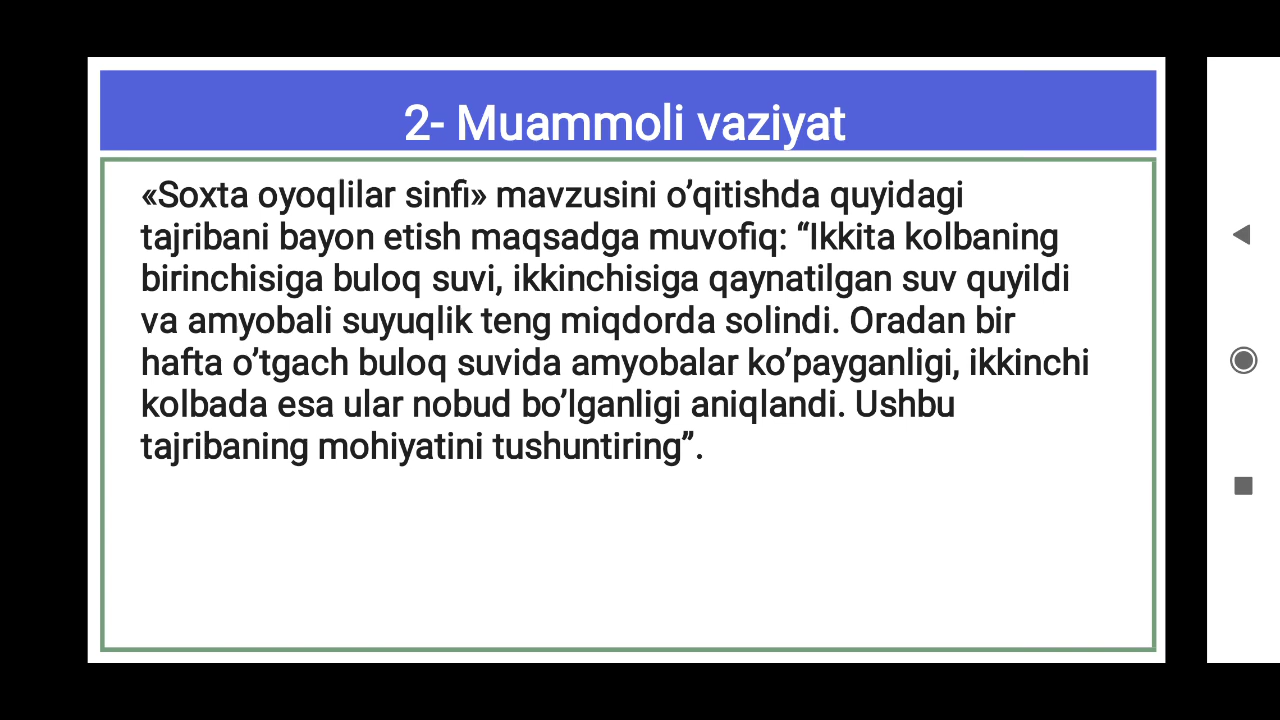 2- Muammoli vaziyat
«Soxta oyoqlilar sinfi» mavzusini o’qitishda quyidagi
tajribani bayon etish maqsadga muvofiq: “Ikkita kolbaning
birinchisiga buloq suvi, ikkinchisiga qaynatilgan suv quyildi
va amyobali suyuqlik teng miqdorda solindi. Oradan bir
hafta o’tgach buloq suvida amyobalar ko’payganligi, ikkinchi
kolbada esa ular nobud bo’lganligi aniqlandi. Ushbu
tajribaning mohiyatini tushuntiring”.